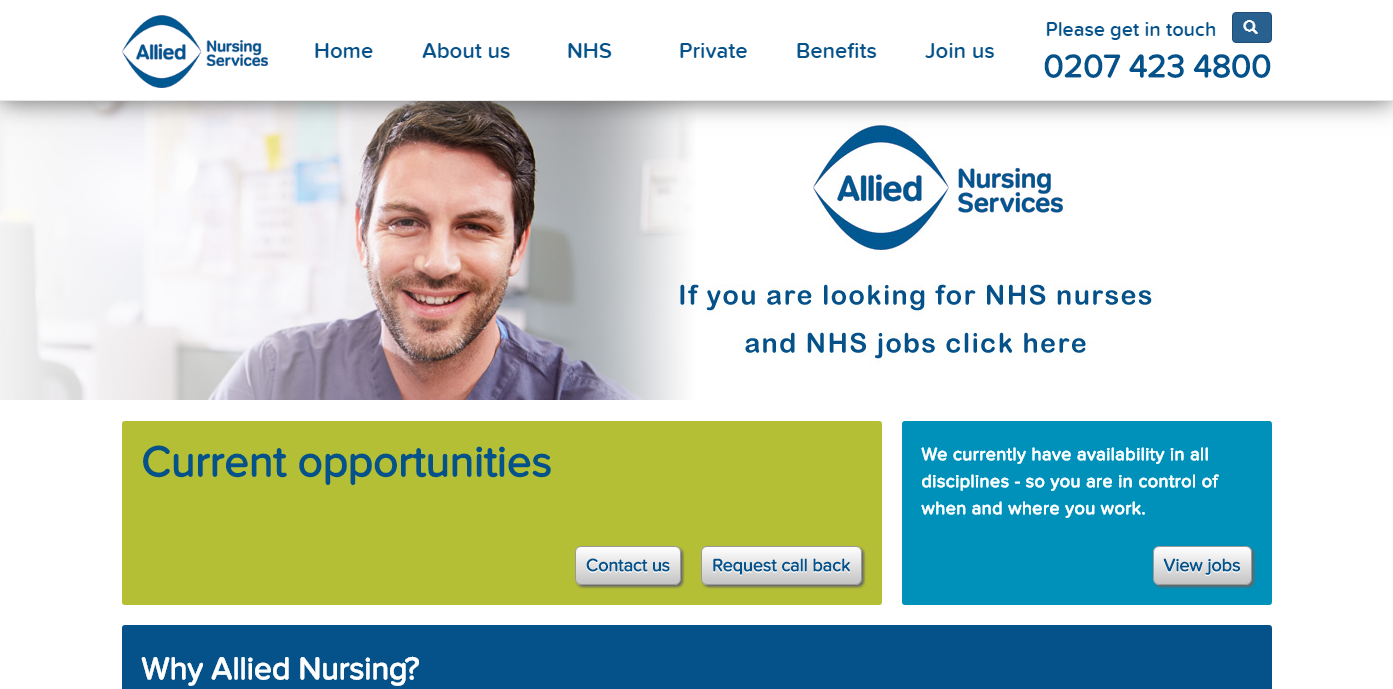 Allied Nursing Services
Home
About us
NHS
Private
Benefits
Join us
Please get in touch
0207 423 4800
Allied Nursing Services
If you are looking for NHS nurses
and NHS jobs click here
Current opportunities
Contact us
Request call back
We currently have availability in all
disciplines - so you are in control of
when and where you work.
View jobs
Why Allied Nursing?